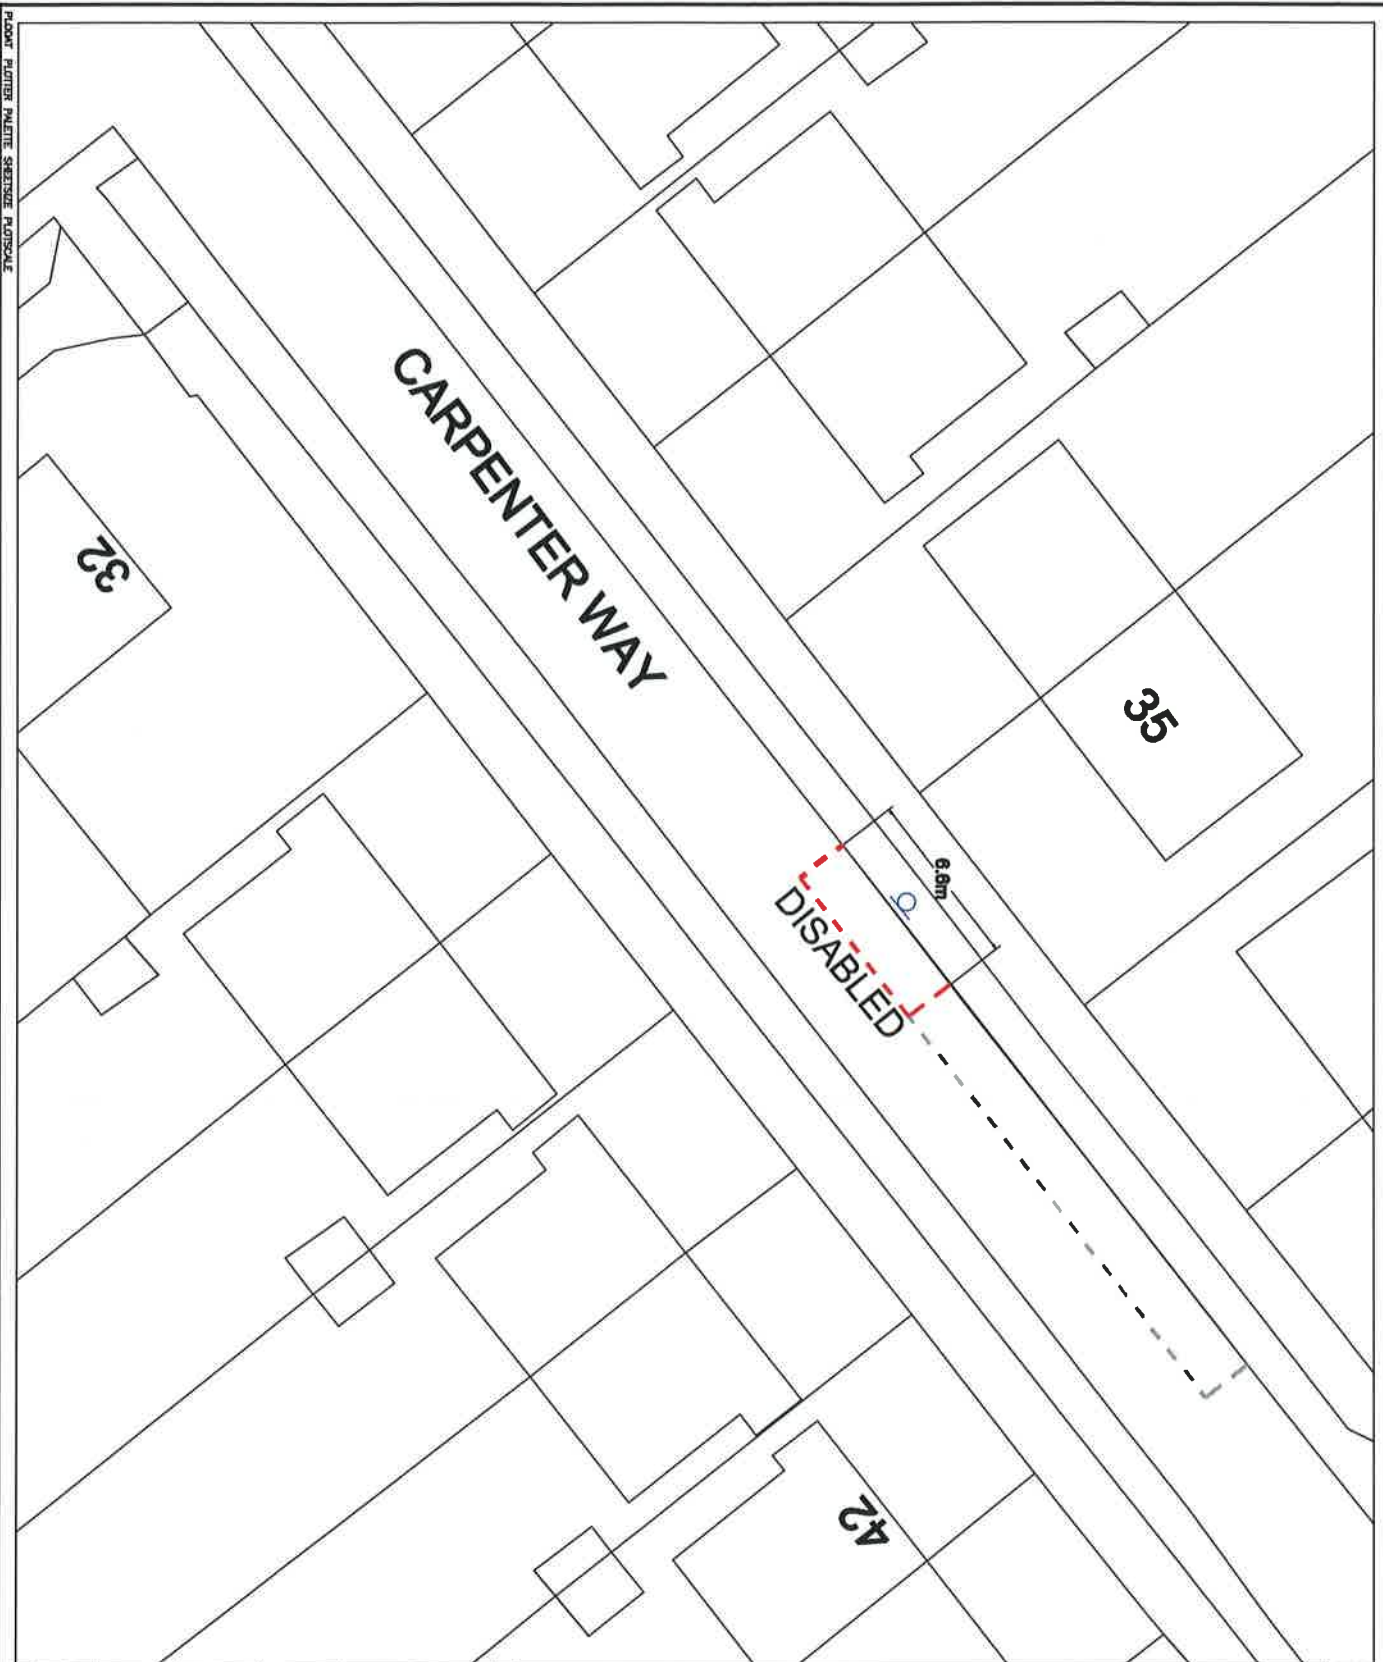 PLODAT PLOTTER PALETTE SHEETSIZE PLOTSCALE
CARPENTER WAY
32
35
6.6m
DISABLED
42